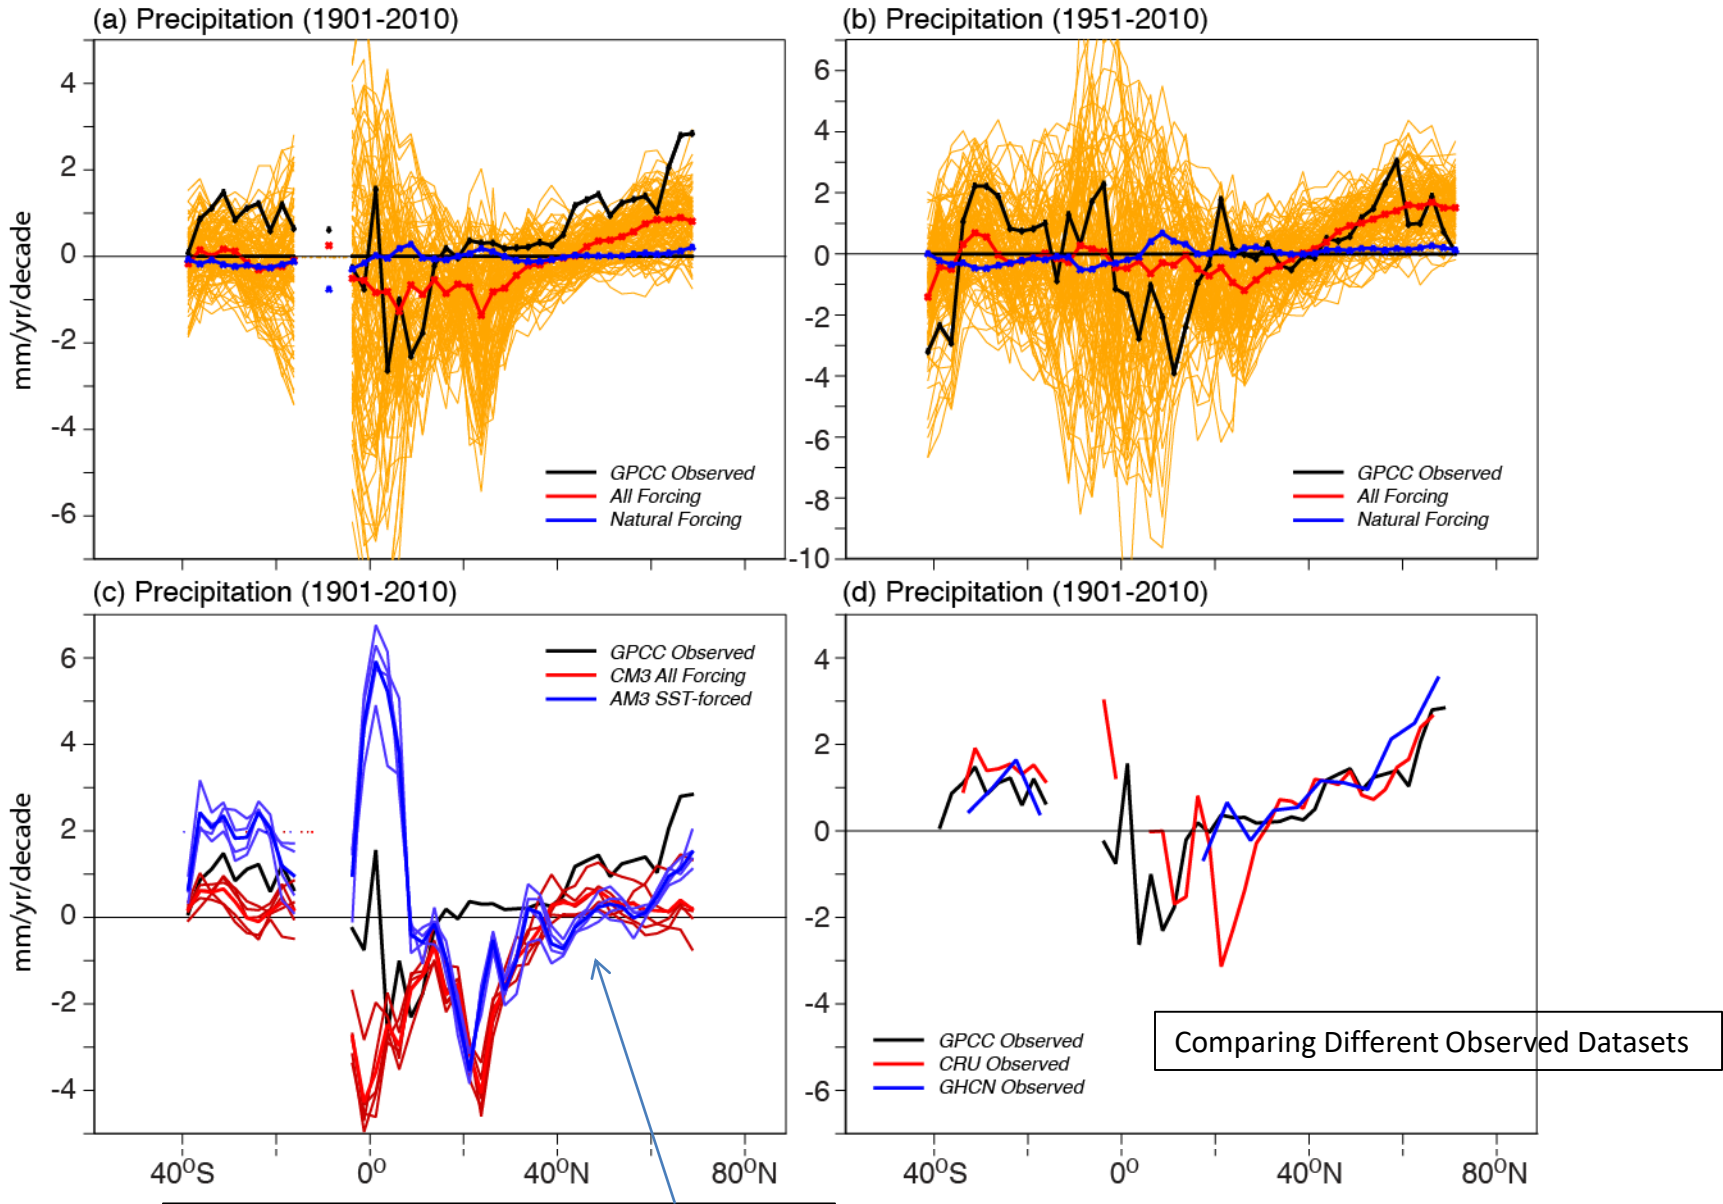 (a) Precipitation (1901-2010)
4
2
0
-2
-4
-6
mm/yr/decade
GPCC Observed
All Forcing
Natural Forcing
(b) Precipitation (1951-2010)
6
4
2
0
-2
-4
-6
-8
-10
GPCC Observed
All Forcing
Natural Forcing
(c) Precipitation (1901-2010)
6
4
2
0
-2
-4
mm/yr/decade
GPCC Observed
CM3 All Forcing
AM3 SST-forced
40⁰S 0⁰ 40⁰N 80⁰N
(d) Precipitation (1901-2010)
4
2
0
-2
-4
-6
GPCC Observed
CRU Observed
GHCN Observed
Comparing Different Observed Datasets
40⁰S 0⁰ 40⁰N 80⁰N